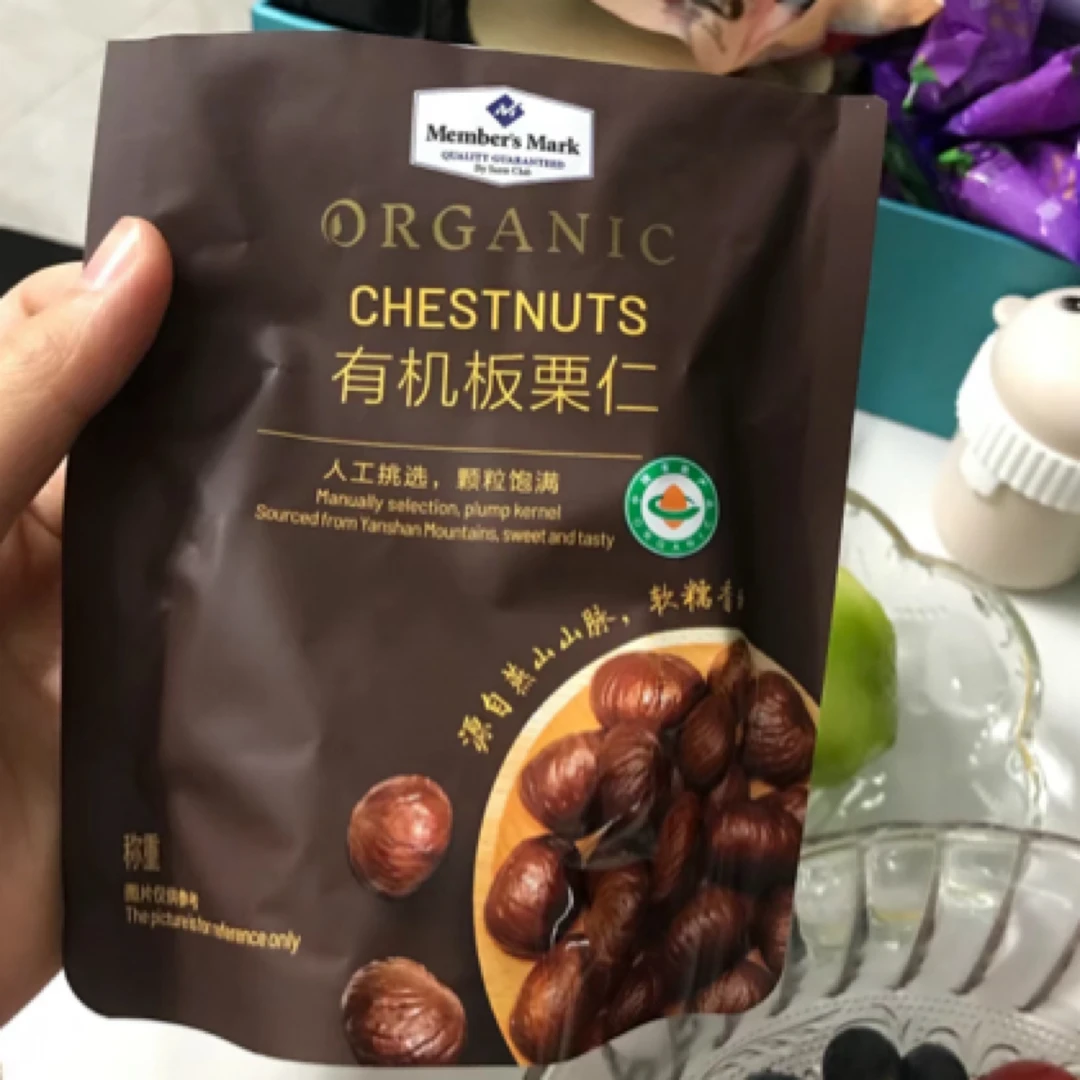 Member's Mark
QUALITY GUARANTEED
By Sam's Club
ORGANIC
CHESTNUTS
有机板栗仁
人工挑选，颗粒饱满
Manually selection, plump kernel
Sourced from Yanshan Mountains, sweet and tasty
ORGANIC
源自燕山山脉，软糯香
称重
图片仅供参考
The picture is for reference only